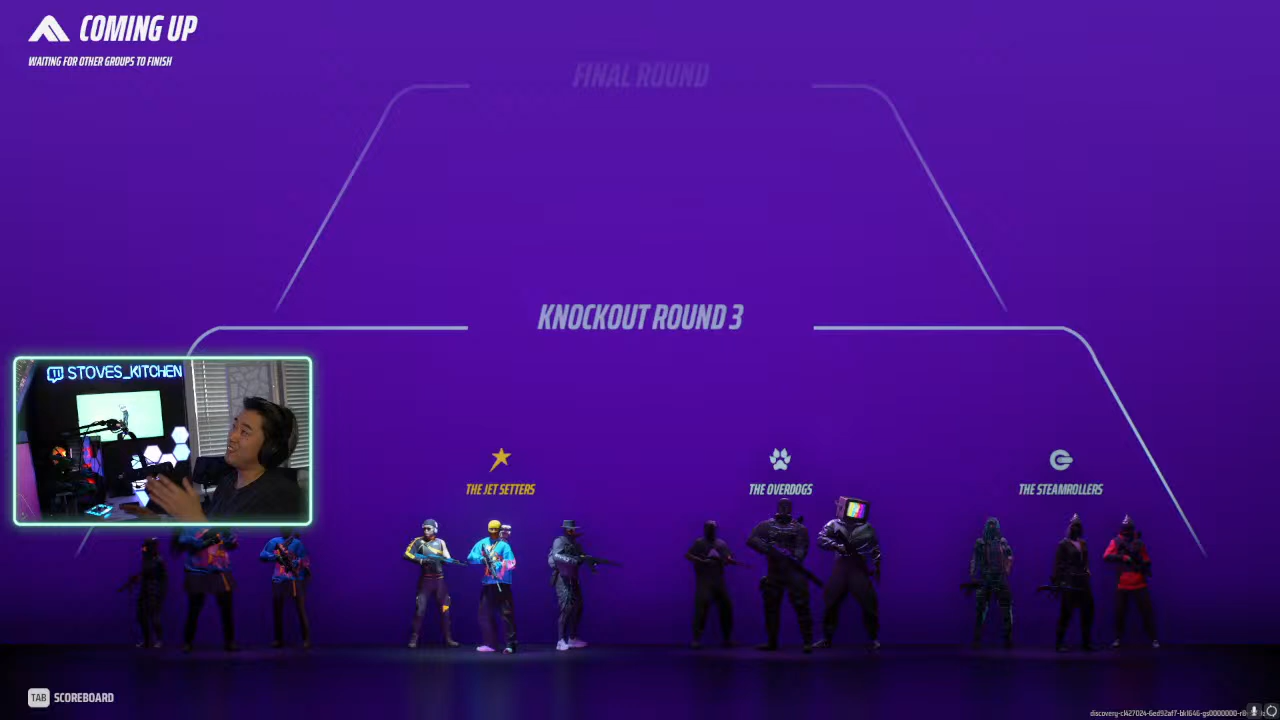 COMING UP
WAITING FOR OTHER GROUPS TO FINISH
FINAL ROUND
KNOCKOUT ROUND 3
STOVES_KITCHEN
THE JET SETTERS
THE OVERDOGS
THE STEAMROLLERS
TAB SCOREBOARD